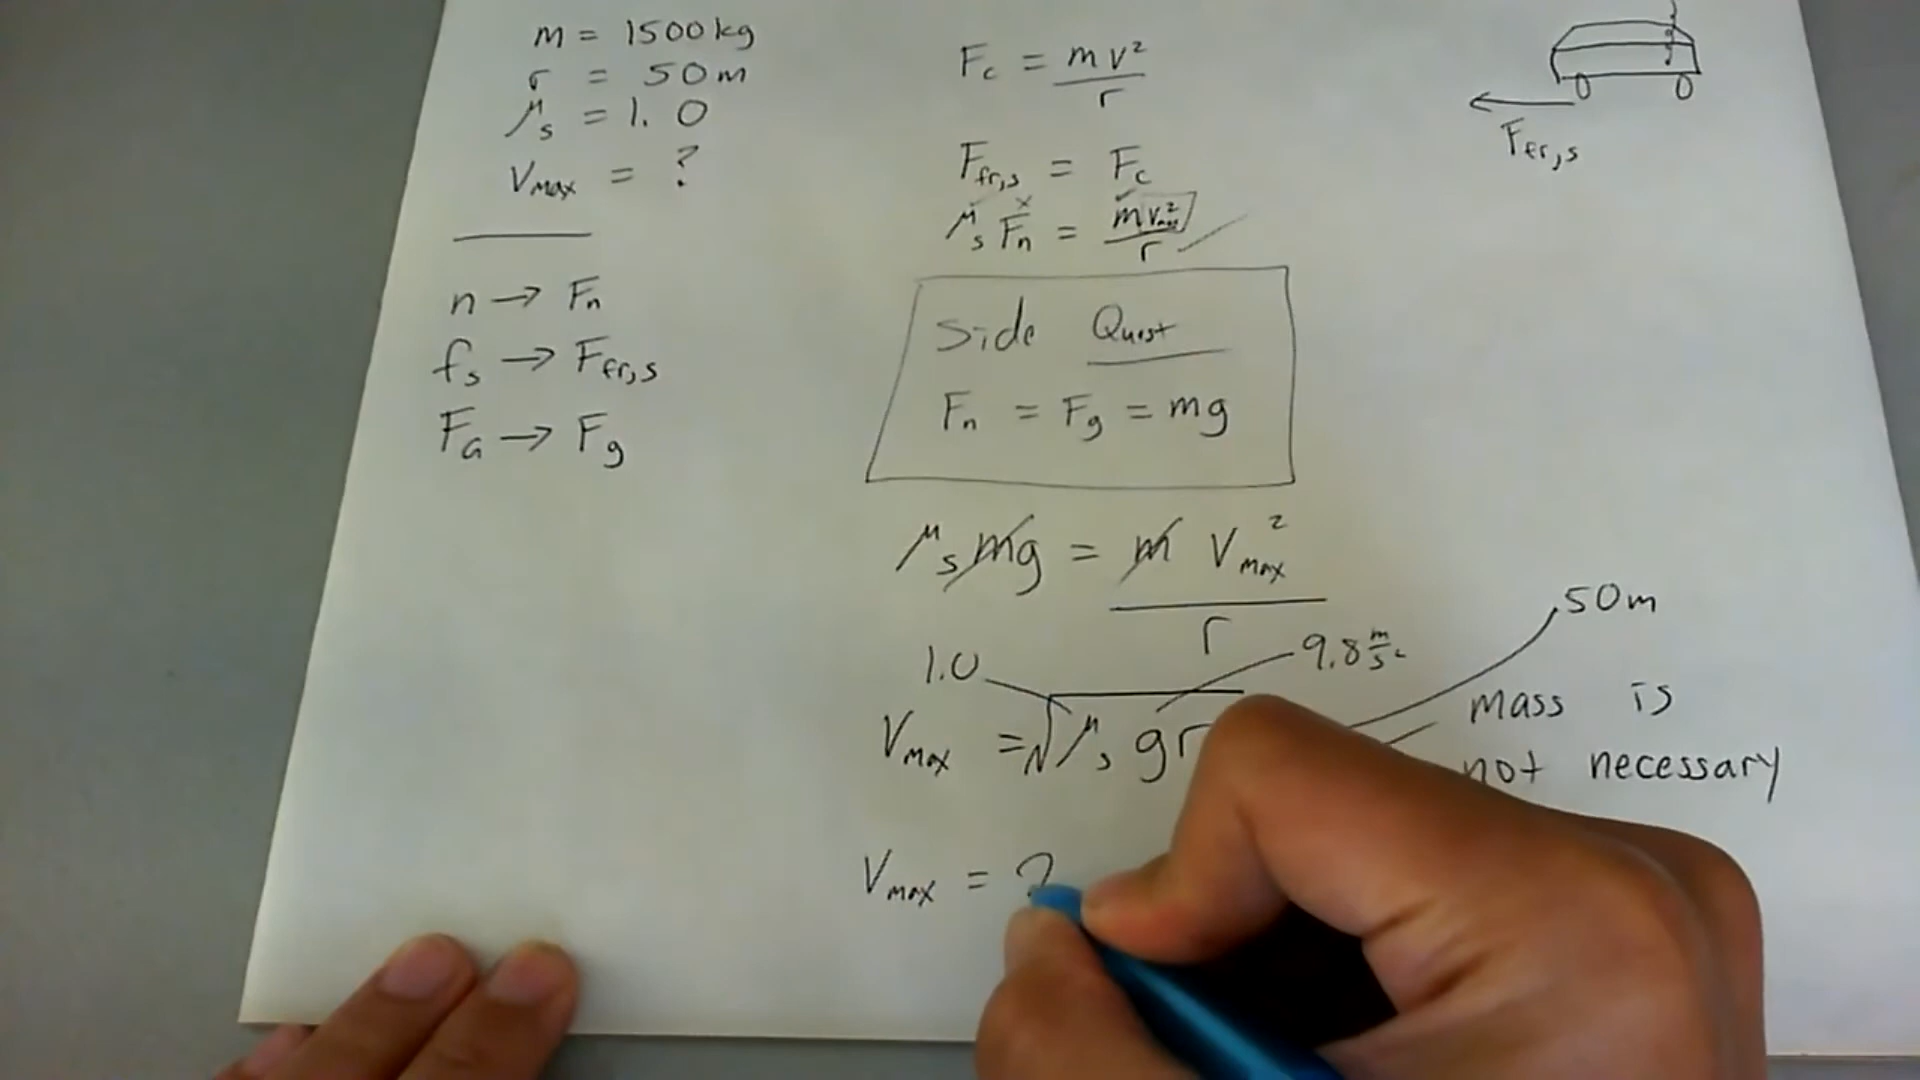 m = 1500 kg
r = 50 m
μs = 1.0
Vmax = ?
n → Fn
fs → Ffr,s
FG → Fg
Fc = mv²/r
Ffr,s = Fc
μs Fn = mVmax²/r
Side Quest
Fn = Fg = mg
μs mg = m Vmax²/r
1.0
9.8 m/s²
50m
Vmax = √μs gr
mass is
not necessary
Vmax = 2
Ffr,s